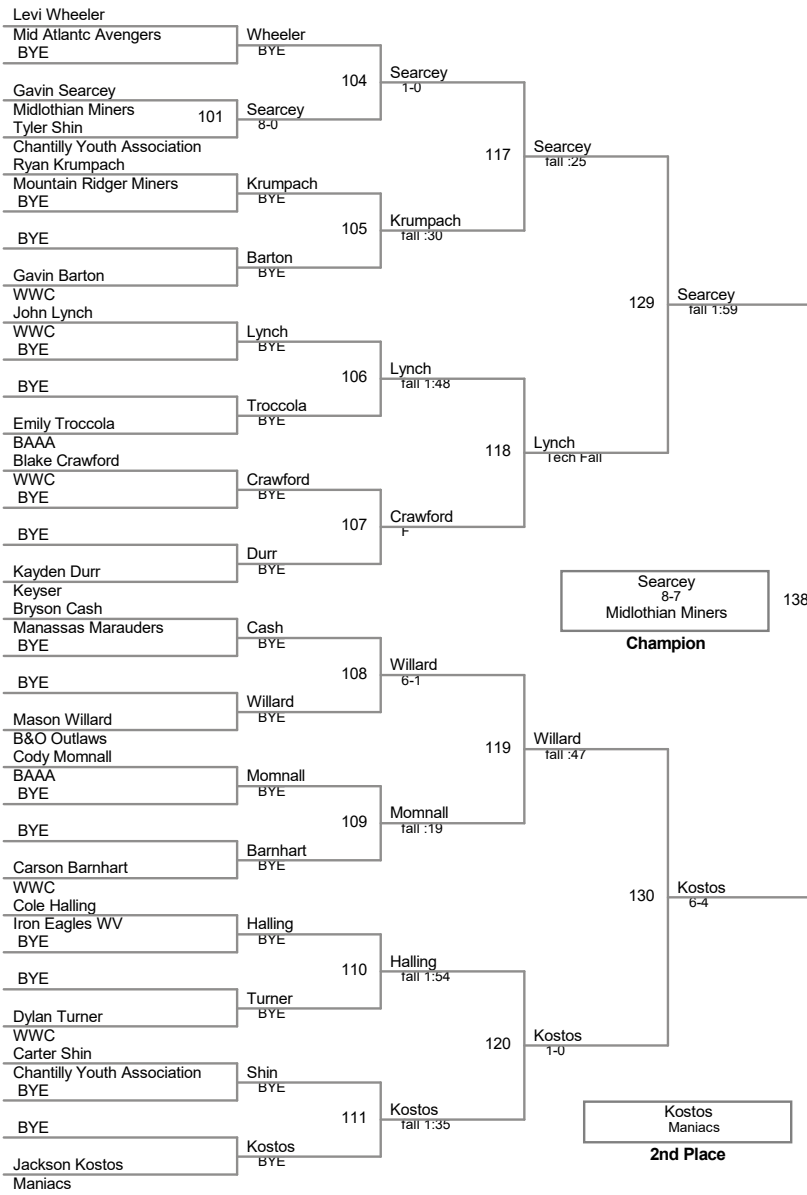 Levi Wheeler
Mid Atlantc Avengers
BYE
Gavin Searcey
Midlothian Miners
101
Tyler Shin
Chantilly Youth Association
Ryan Krumpach
Mountain Ridger Miners
BYE
BYE
Gavin Barton
WWC
John Lynch
WWC
BYE
BYE
Emily Troccola
BAAA
Blake Crawford
WWC
BYE
BYE
Kayden Durr
Keyser
Bryson Cash
Manassas Marauders
BYE
BYE
Mason Willard
B&O Outlaws
Cody Momnall
BAAA
BYE
BYE
Carson Barnhart
WWC
Cole Halling
Iron Eagles WV
BYE
BYE
Dylan Turner
WWC
Carter Shin
Chantilly Youth Association
BYE
BYE
Jackson Kostos
Maniacs
Wheeler
BYE
104
Searcey
8-0
Krumpach
BYE
105
Barton
BYE
Lynch
BYE
106
Troccola
BYE
Crawford
BYE
107
Durr
BYE
Cash
BYE
108
Willard
BYE
Momnall
BYE
109
Barnhart
BYE
Halling
BYE
110
Turner
BYE
Shin
BYE
111
Kostos
BYE
Searcey
1-0
117
Krumpach
fall :30
Lynch
fall 1:48
118
Crawford
F
Willard
6-1
119
Momnall
fall :19
Halling
fall 1:54
120
Kostos
fall 1:35
Searcey
fall :25
129
Lynch
Tech Fall
Willard
fall :47
130
Kostos
1-0
Searcey
fall 1:59
Kostos
6-4
Searcey
8-7
Midlothian Miners
138
Champion
Kostos
Maniacs
2nd Place